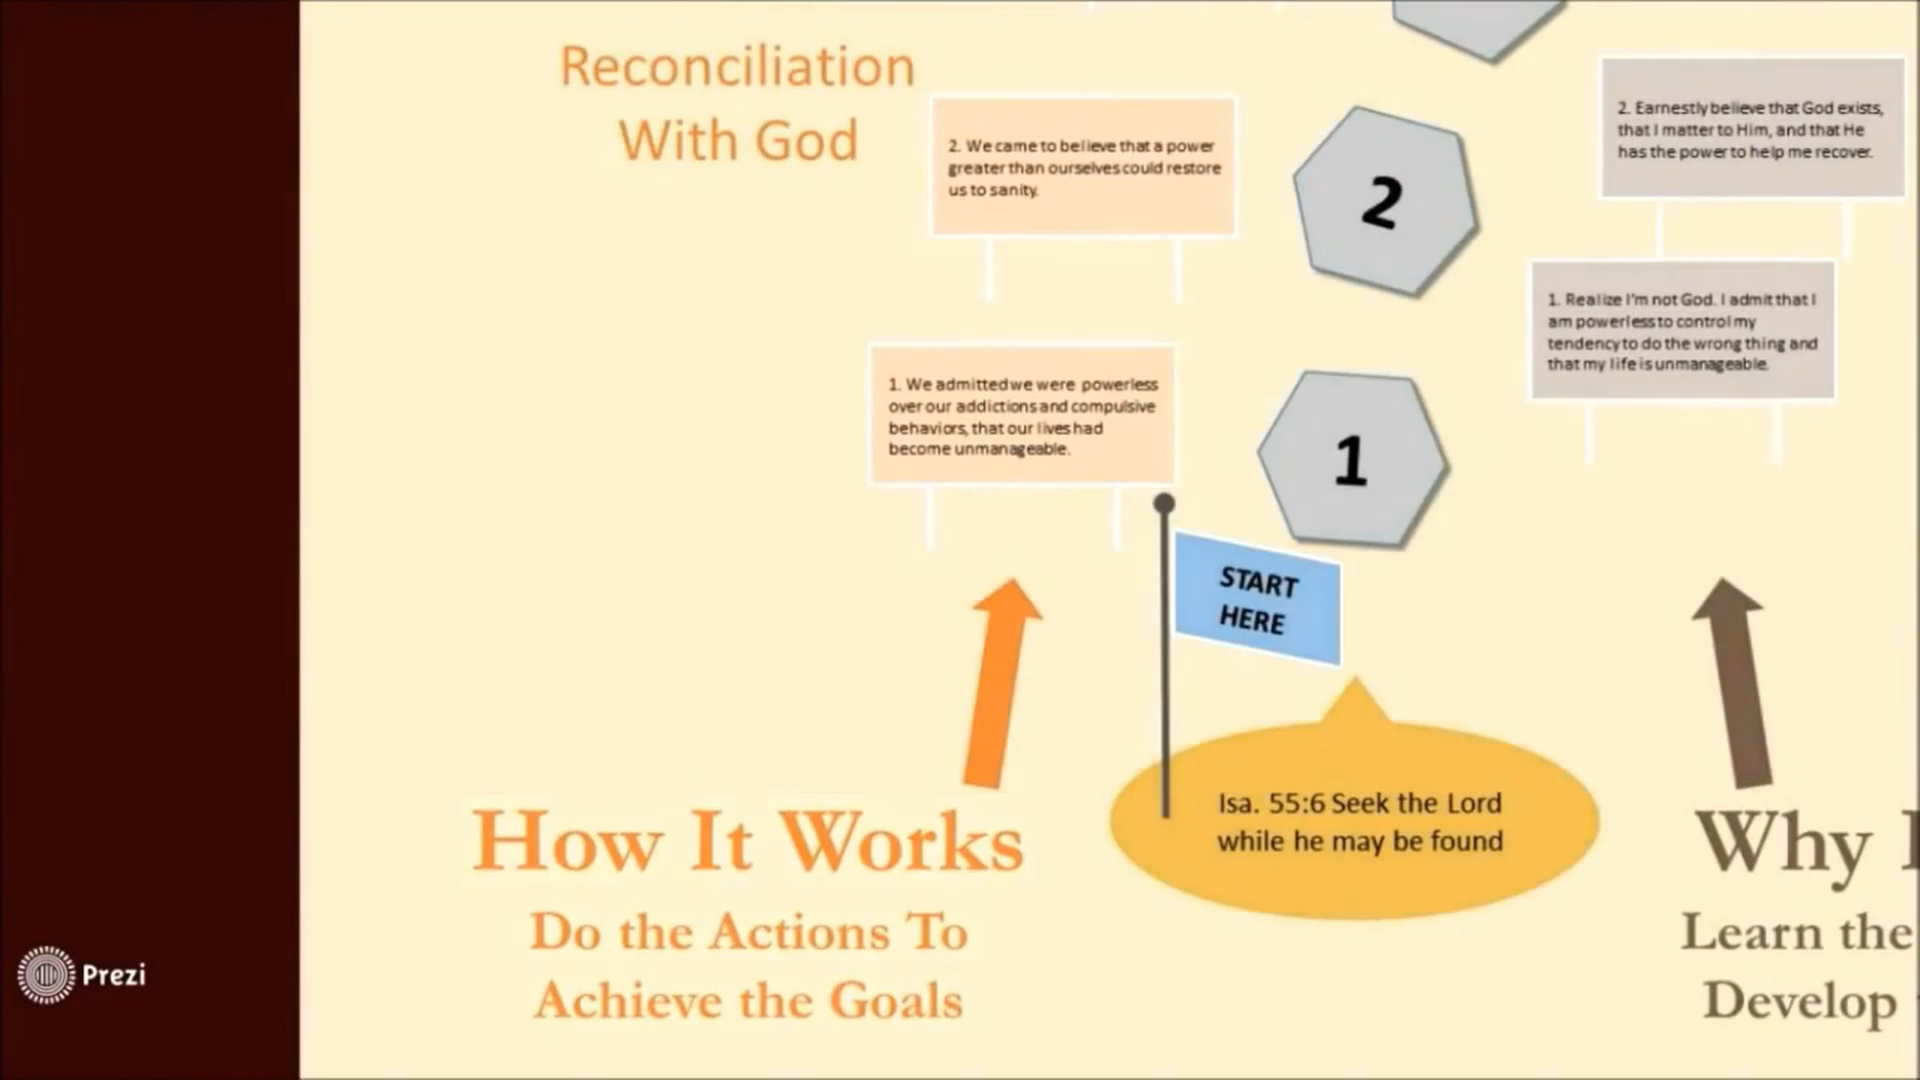 Reconciliation
With God
2. We came to believe that a power
greater than ourselves could restore
us to sanity.
2
2. Earnestly believe that God exists,
that I matter to Him, and that He
has the power to help me recover.
1. Realize I'm not God. I admit that I
am powerless to control my
tendency to do the wrong thing and
that my life is unmanageable.
1. We admitted we were powerless
over our addictions and compulsive
behaviors, that our lives had
become unmanageable.
1
START
HERE
Isa. 55:6 Seek the Lord
while he may be found
How It Works
Do the Actions To
Achieve the Goals
Why
Learn the
Develop
Prezi